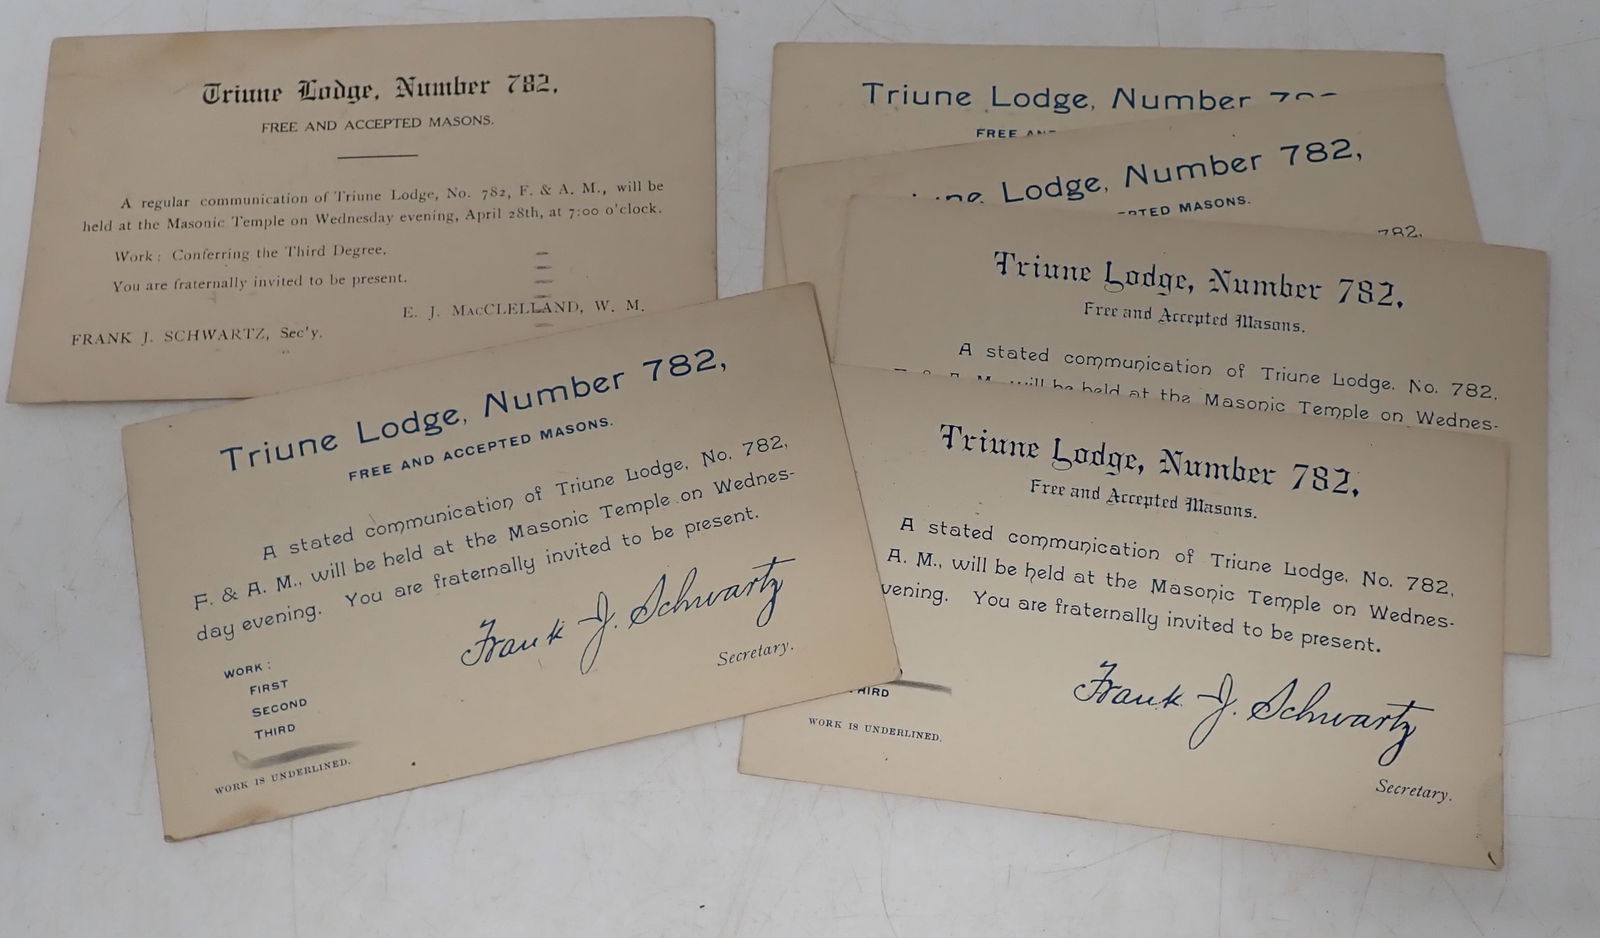 Triune Lodge, Number 782,
FREE AND ACCEPTED MASONS.
A regular communication of Triune Lodge, No. 782, F. & A. M., will be
held at the Masonic Temple on Wednesday evening, April 28th, at 7:00 o'clock.
Work: Conferring the Third Degree.
You are fraternally invited to be present.
E. J. MACCLELLAND, W. M.
FRANK J. SCHWARTZ, Sec'y.
Triune Lodge, Number 782,
FREE AND ACCEPTED MASONS.
A stated communication of Triune Lodge, No. 782,
F. & A. M., will be held at the Masonic Temple on Wednes-
day evening. You are fraternally invited to be present.
Frank J. Schwartz
Secretary.
WORK:
FIRST
SECOND
THIRD
WORK IS UNDERLINED.
Triune Lodge, Number
FREE
Lodge, Number 782,
MASONS.
782,
Triune Lodge, Number 782,
Free and Accepted Masons.
A stated communication of Triune Lodge, No. 782,
F. & A. M., will be held at the Masonic Temple on Wednes-
Triune Lodge, Number 782,
Free and Accepted Masons.
A stated communication of Triune Lodge, No. 782,
A. M., will be held at the Masonic Temple on Wednes-
vening. You are fraternally invited to be present.
Frank J. Schwartz
Secretary.
HIRD
WORK IS UNDERLINED.